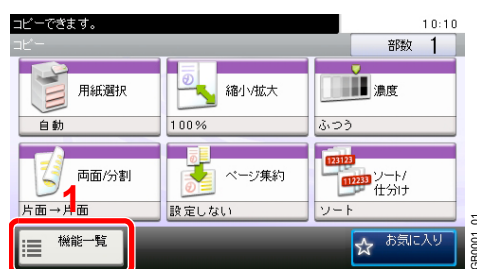 コピーできます。
10:10
コピー
部数 1
用紙選択
自動
縮小/拡大
100%
濃度
ふつう
両面/分割
片面→片面
1
ページ集約
設定しない
123123
112233
ソート/
仕分け
ソート
機能一覧
お気に入り
GB0001_01